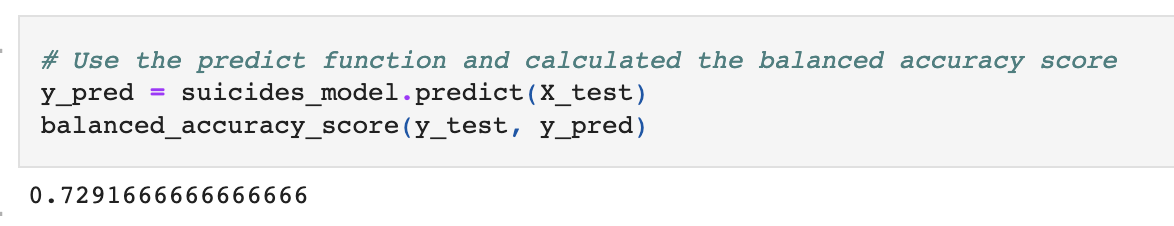 # Use the predict function and calculated the balanced accuracy score
y_pred = suicides_model.predict(X_test)
balanced_accuracy_score(y_test, y_pred)
0.7291666666666666